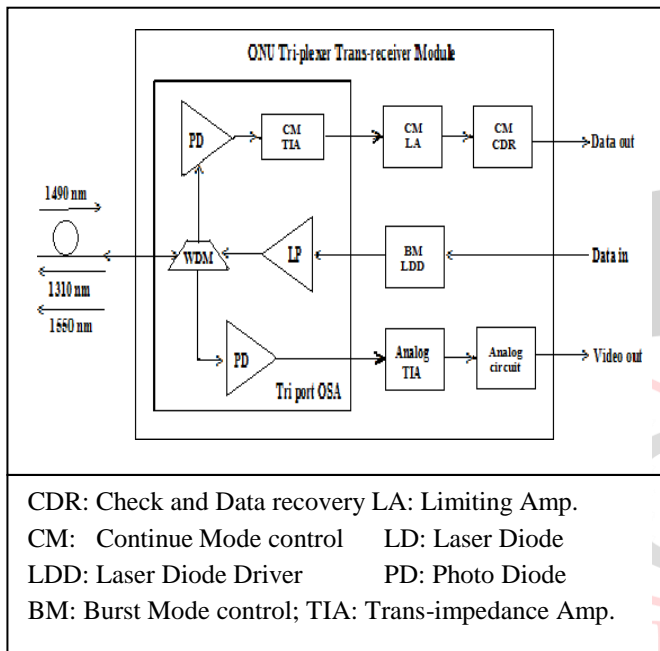 ONU Tri-plexer Trans-receiver Module
PD
CM
TIA
CM
LA
CM
CDR
Data out
1490 nm
WDM
LP
BM
LDD
Data in
1310 nm
1550 nm
PD
Analog
TIA
Analog
circuit
Video out
Tri port OSA
CDR: Check and Data recovery LA: Limiting Amp.
CM: Continue Mode control LD: Laser Diode
LDD: Laser Diode Driver PD: Photo Diode
BM: Burst Mode control; TIA: Trans-impedance Amp.